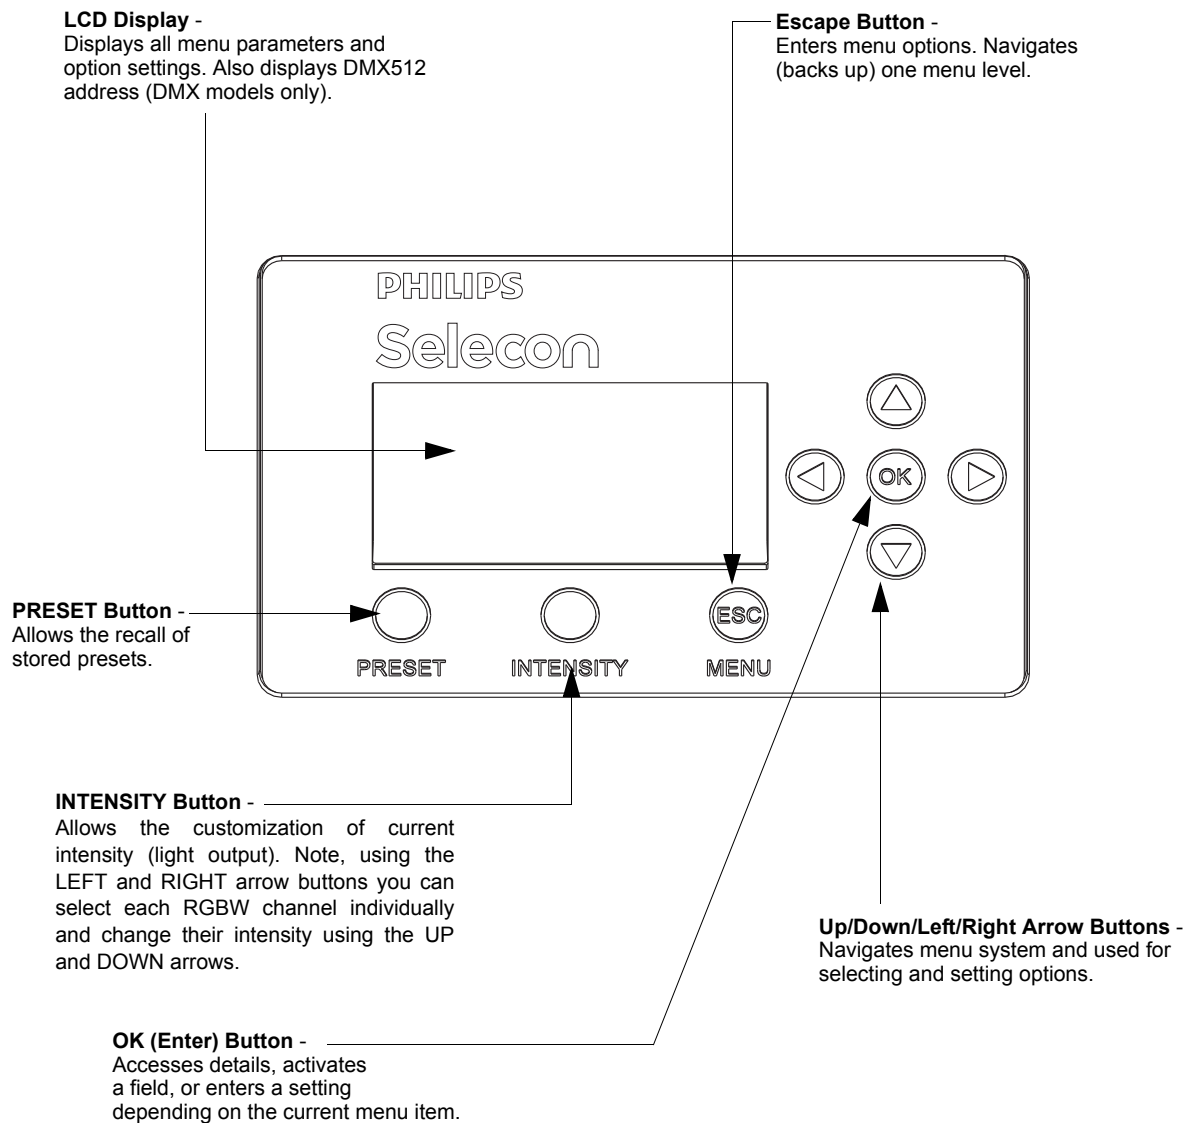 LCD Display -
Displays all menu parameters and
option settings. Also displays DMX512
address (DMX models only).
Escape Button -
Enters menu options. Navigates
(backs up) one menu level.
PHILIPS
Selecon
OK
ESC
PRESET
INTENSITY
MENU
PRESET Button -
Allows the recall of
stored presets.
INTENSITY Button -
Allows the customization of current
intensity (light output). Note, using the
LEFT and RIGHT arrow buttons you can
select each RGBW channel individually
and change their intensity using the UP
and DOWN arrows.
Up/Down/Left/Right Arrow Buttons -
Navigates menu system and used for
selecting and setting options.
OK (Enter) Button -
Accesses details, activates
a field, or enters a setting
depending on the current menu item.